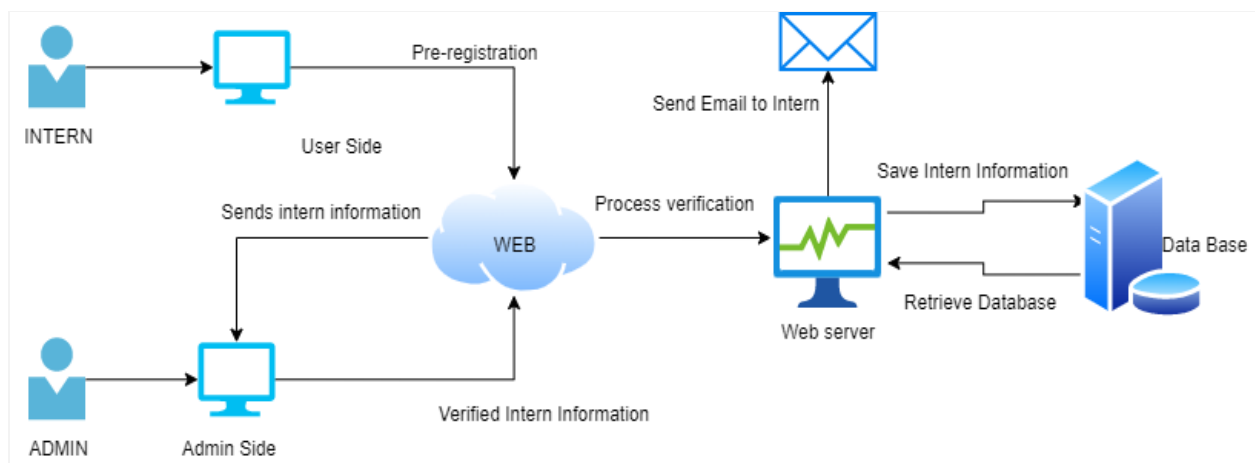 Pre-registration
INTERN
User Side
Send Email to Intern
Save Intern Information
Sends intern information
Process verification
WEB
Data Base
Retrieve Database
Web server
Verified Intern Information
ADMIN
Admin Side